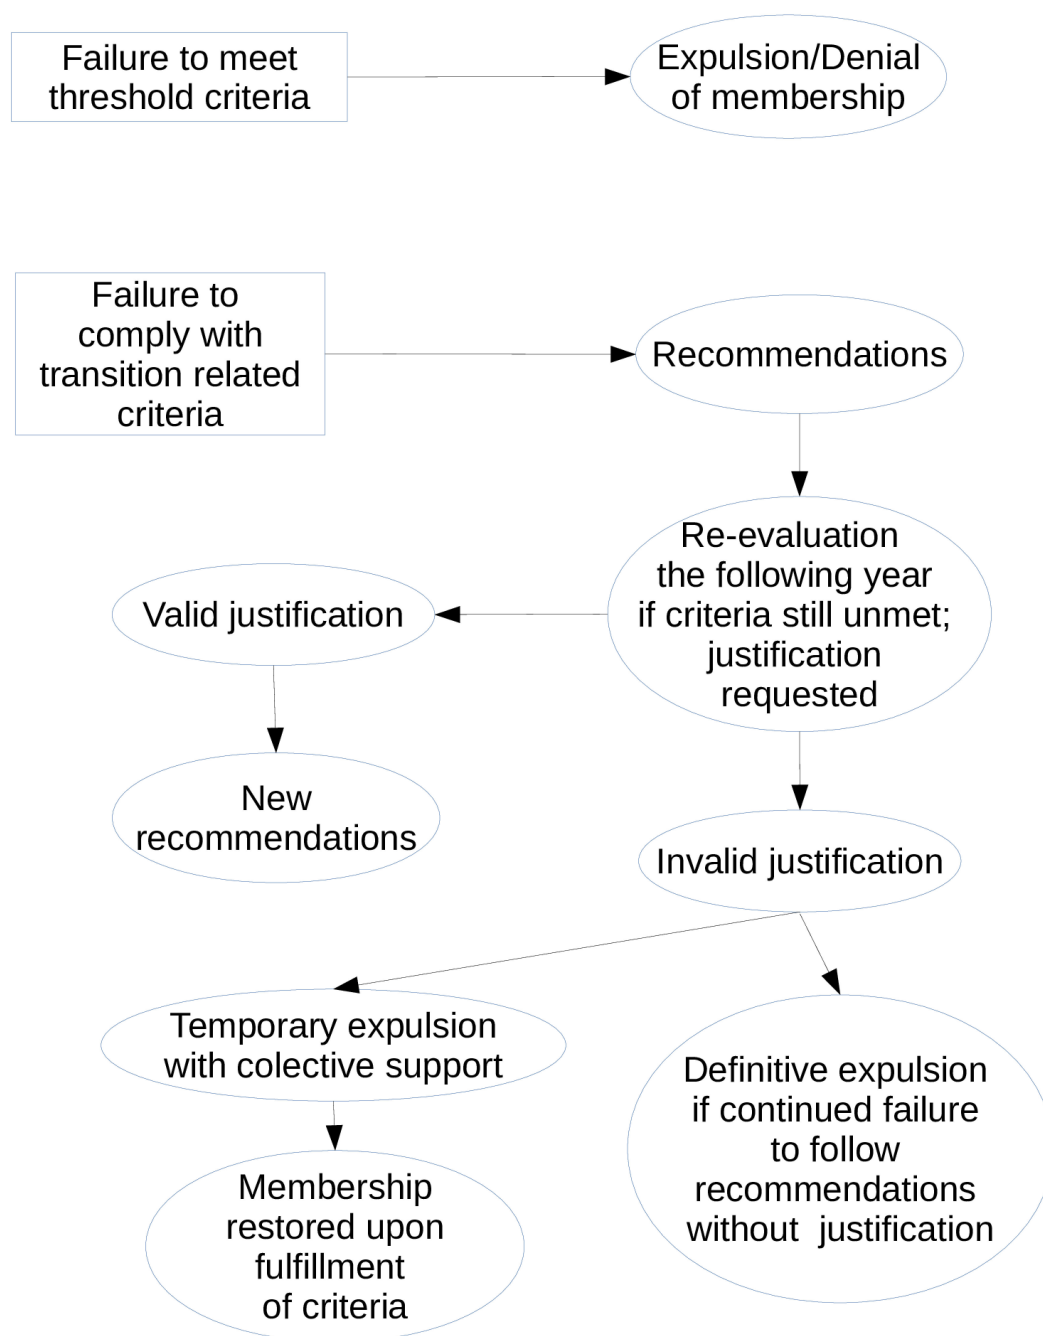 Failure to meet
threshold criteria
Expulsion/Denial
of membership
Failure to
comply with
transition related
criteria
Recommendations
Re-evaluation
the following year
if criteria still unmet;
justification
requested
Valid justification
New
recommendations
Invalid justification
Temporary expulsion
with colective support
Definitive expulsion
if continued failure
to follow
recommendations
without  justification
Membership
restored upon
fulfillment
of criteria